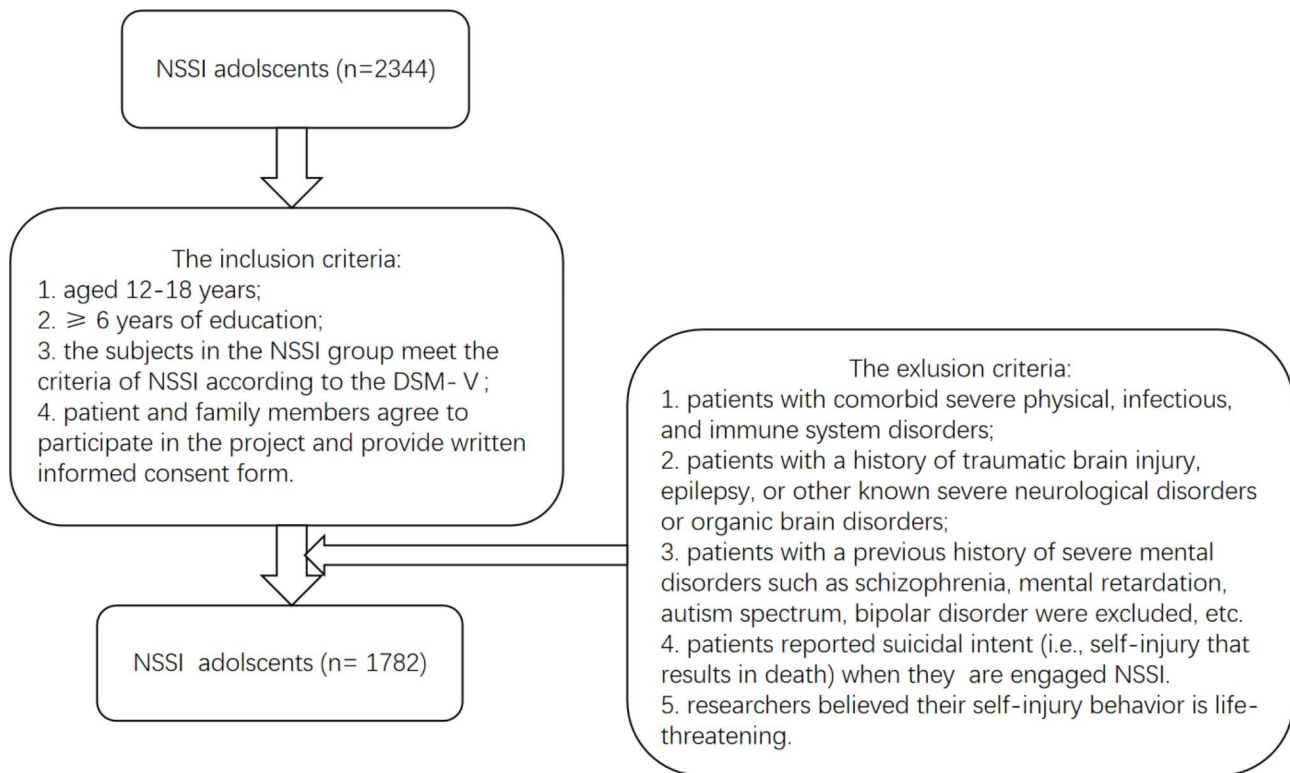 NSSI adolscents (n=2344)
The inclusion criteria:
1. aged 12-18 years;
2. ≥ 6 years of education;
3. the subjects in the NSSI group meet the
criteria of NSSI according to the DSM-V;
4. patient and family members agree to
participate in the project and provide written
informed consent form.
The exlusion criteria:
1. patients with comorbid severe physical, infectious,
and immune system disorders;
2. patients with a history of traumatic brain injury,
epilepsy, or other known severe neurological disorders
or organic brain disorders;
3. patients with a previous history of severe mental
disorders such as schizophrenia, mental retardation,
autism spectrum, bipolar disorder were excluded, etc.
4. patients reported suicidal intent (i.e., self-injury that
results in death) when they are engaged NSSI.
5. researchers believed their self-injury behavior is life-
threatening.
NSSI adolscents (n= 1782)